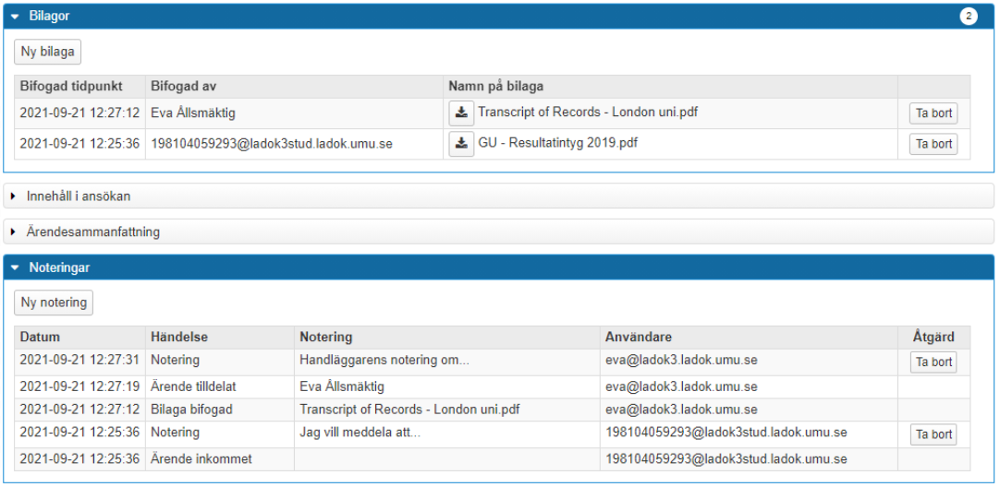 Bilagor 2
Ny bilaga
Bifogad tidpunkt Bifogad av Namn på bilaga
2021-09-21 12:27:12 Eva Ållsmäktig Transcript of Records - London uni.pdf Ta bort
2021-09-21 12:25:36 198104059293@ladok3stud.ladok.umu.se GU - Resultatintyg 2019.pdf Ta bort
Innehåll i ansökan
Ärendesammanfattning
Noteringar
Ny notering
Datum Händelse Notering Användare Åtgärd
2021-09-21 12:27:31 Notering Handläggarens notering om... eva@ladok3.ladok.umu.se Ta bort
2021-09-21 12:27:19 Ärende tilldelat Eva Ållsmäktig eva@ladok3.ladok.umu.se
2021-09-21 12:27:12 Bilaga bifogad Transcript of Records - London uni.pdf eva@ladok3.ladok.umu.se
2021-09-21 12:25:36 Notering Jag vill meddela att... 198104059293@ladok3stud.ladok.umu.se Ta bort
2021-09-21 12:25:36 Ärende inkommet 198104059293@ladok3stud.ladok.umu.se